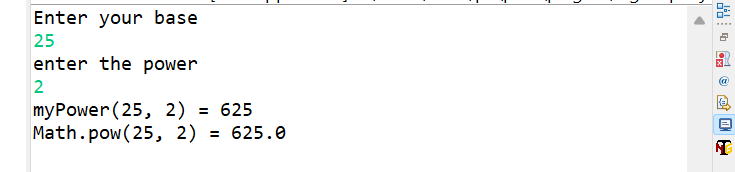 Enter your base
25
enter the power
2
myPower(25, 2) = 625
Math.pow(25, 2) = 625.0